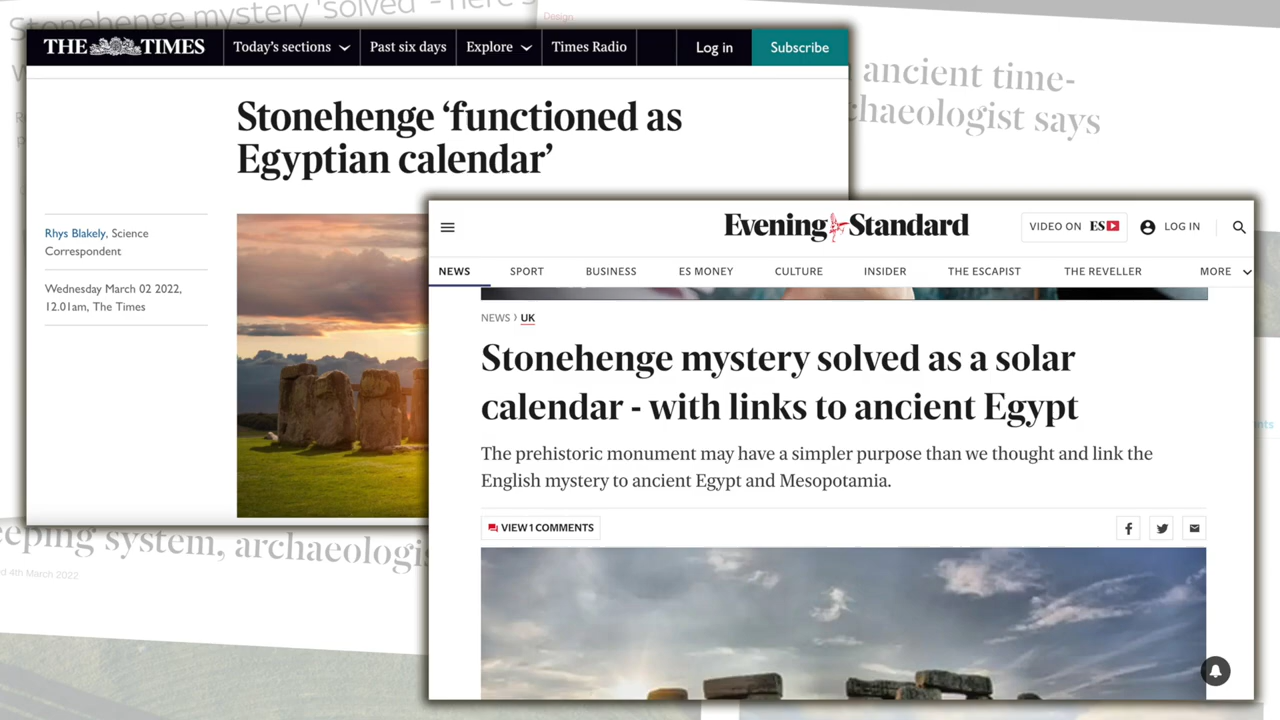 Stonehenge mystery 'solved' - here's
Design
THE TIMES
Today's sections
Past six days
Explore
Times Radio
Log in
Subscribe
ancient time-
chaeologist says
Stonehenge ‘functioned as
Egyptian calendar’
Rhys Blakely, Science
Correspondent
Wednesday March 02 2022,
12.01am, The Times
Evening Standard
VIDEO ON ES
LOG IN
NEWS
SPORT
BUSINESS
ES MONEY
CULTURE
INSIDER
THE ESCAPIST
THE REVELLER
MORE
NEWS › UK
Stonehenge mystery solved as a solar
calendar - with links to ancient Egypt
The prehistoric monument may have a simpler purpose than we thought and link the
English mystery to ancient Egypt and Mesopotamia.
VIEW 1 COMMENTS
eeping system, archaeologis
d 4th March 2022